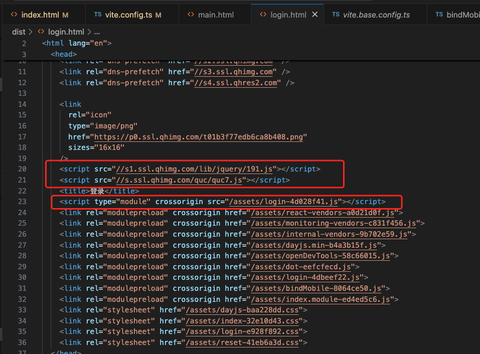 index.html M
TS vite.config.ts M
main.html
login.html
TS vite.base.config.ts
TS bindMobile
dist > login.html > ...
2 <html lang="en">
3 <head>
10 <link rel="dns-prefetch" href="//s2.ssl.qhimg.com" />
11 <link rel="dns-prefetch" href="//s3.ssl.qhimg.com" />
12 <link rel="dns-prefetch" href="//s4.ssl.qhres2.com" />
13
14 <link
15 rel="icon"
16 type="image/png"
17 href="https://p0.ssl.qhimg.com/t01b3f77edb6ca8b408.png"
18 sizes="16x16"
19 />
20 <script src="//s1.ssl.qhimg.com/lib/jquery/191.js"></script>
21 <script src="//s.ssl.qhimg.com/quc/quc7.js"></script>
22 <title>登录</title>
23 <script type="module" crossorigin src="/assets/login-4d028f41.js"></script>
24 <link rel="modulepreload" crossorigin href="/assets/react-vendors-a0d21d0f.js">
25 <link rel="modulepreload" crossorigin href="/assets/monitoring-vendors-c831f456.js">
26 <link rel="modulepreload" crossorigin href="/assets/internal-vendors-9b702e59.js">
27 <link rel="modulepreload" crossorigin href="/assets/dayjs.min-b4a3b15f.js">
28 <link rel="modulepreload" crossorigin href="/assets/openDevTools-58c66015.js">
29 <link rel="modulepreload" crossorigin href="/assets/dot-eefcfecd.js">
30 <link rel="modulepreload" crossorigin href="/assets/login-4dbeef22.js">
31 <link rel="modulepreload" crossorigin href="/assets/bindMobile-8064ce50.js">
32 <link rel="modulepreload" crossorigin href="/assets/index.module-ed4ed5c6.js">
33 <link rel="stylesheet" href="/assets/dayjs-baa228dd.css">
34 <link rel="stylesheet" href="/assets/index-32e10d43.css">
35 <link rel="stylesheet" href="/assets/login-e928f892.css">
36 <link rel="stylesheet" href="/assets/reset-41eb6a3d.css">
37 </head>